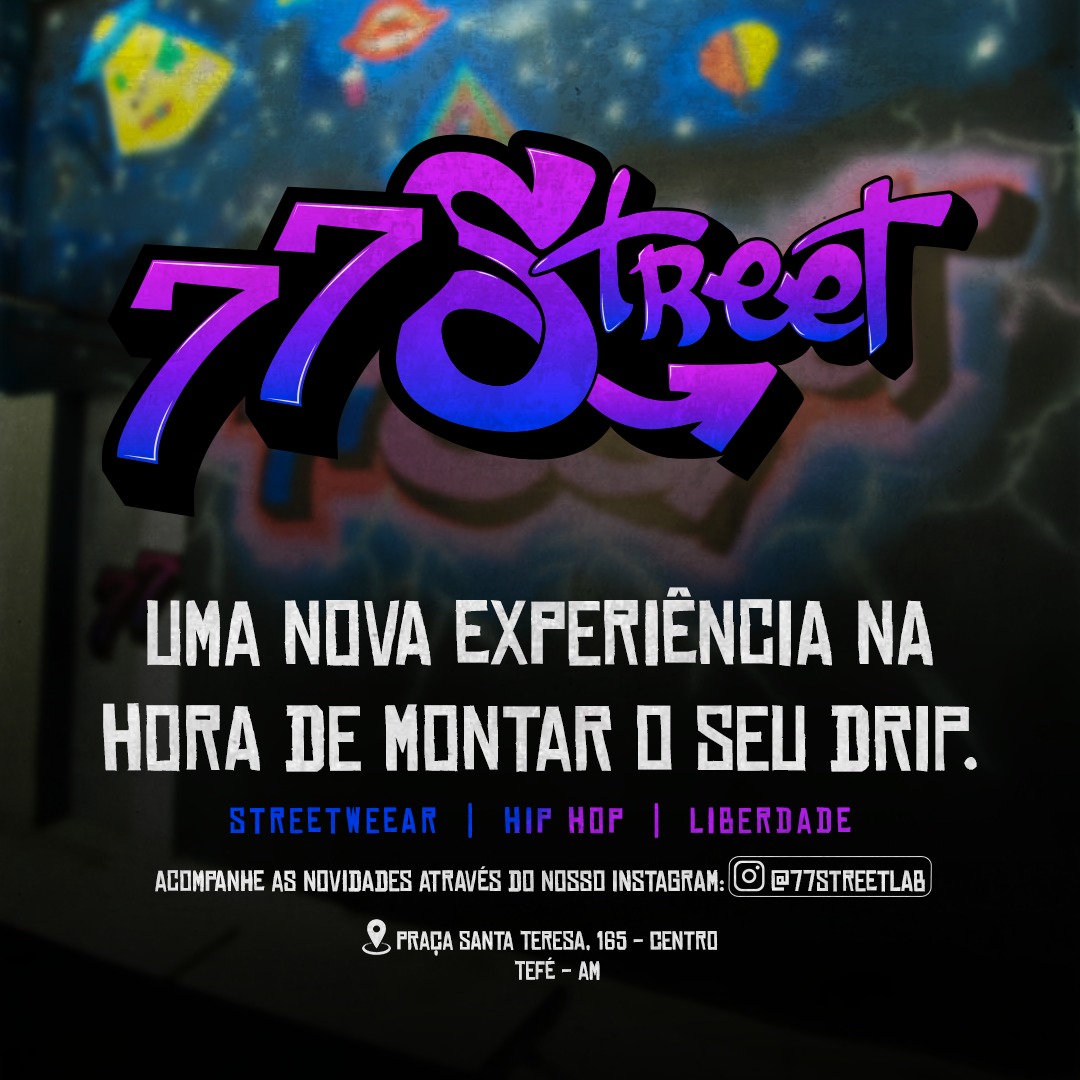 77Street
UMA NOVA EXPERIÊNCIA NA
HORA DE MONTAR O SEU DRIP.
STREETWEEAR | HIP HOP | LIBERDADE
ACOMPANHE AS NOVIDADES ATRAVÉS DO NOSSO INSTAGRAM: @77STREETLAB
PRAÇA SANTA TERESA, 165 - CENTRO
TEFÉ - AM